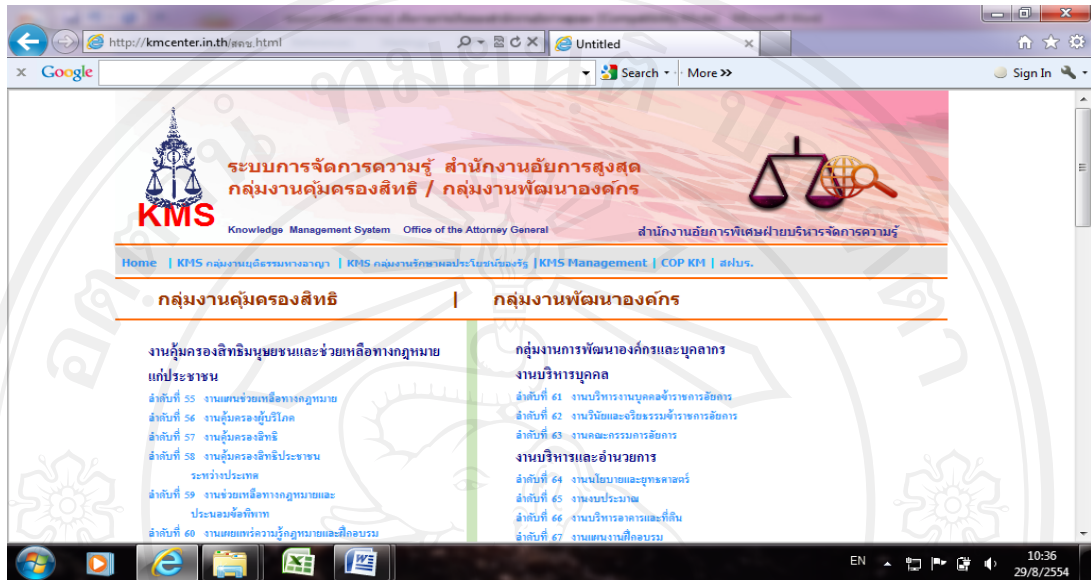 http://kmcenter.in.th/สคข.html
Untitled
× Google
Search
More >>
Sign In
ระบบการจัดการความรู้ สำนักงานอัยการสูงสุด
กลุ่มงานคุ้มครองสิทธิ / กลุ่มงานพัฒนาองค์กร
KMS
Knowledge Management System Office of the Attorney General
สำนักงานอัยการพิเศษฝ่ายบริหารจัดการความรู้
Home | KMS กลุ่มงานยุติธรรมทางอาญา | KMS กลุ่มงานรักษาผลประโยชน์ของรัฐ |KMS Management | COP KM | สฝบร.
กลุ่มงานคุ้มครองสิทธิ | กลุ่มงานพัฒนาองค์กร
งานคุ้มครองสิทธิมนุษยชนและช่วยเหลือทางกฎหมาย
แก่ประชาชน
ลำดับที่ 55 งานแผนช่วยเหลือทางกฎหมาย
ลำดับที่ 56 งานคุ้มครองผู้บริโภค
ลำดับที่ 57 งานคุ้มครองสิทธิ
ลำดับที่ 58 งานคุ้มครองสิทธิประชาชน
ระหว่างประเทศ
ลำดับที่ 59 งานช่วยเหลือทางกฎหมายและ
ประนอมข้อพิพาท
ลำดับที่ 60 งานเผยแพร่ความรู้กฎหมายและฝึกอบรม
กลุ่มงานการพัฒนาองค์กรและบุคลากร
งานบริหารบุคคล
ลำดับที่ 61 งานบริหารงานบุคคลข้าราชการอัยการ
ลำดับที่ 62 งานวินัยและจริยธรรมข้าราชการอัยการ
ลำดับที่ 63 งานคณะกรรมการอัยการ
งานบริหารและอำนวยการ
ลำดับที่ 64 งานนโยบายและยุทธศาสตร์
ลำดับที่ 65 งานงบประมาณ
ลำดับที่ 66 งานบริหารอาคารและที่ดิน
ลำดับที่ 67 งานแผนงานฝึกอบรม
EN
10:36
29/8/2554